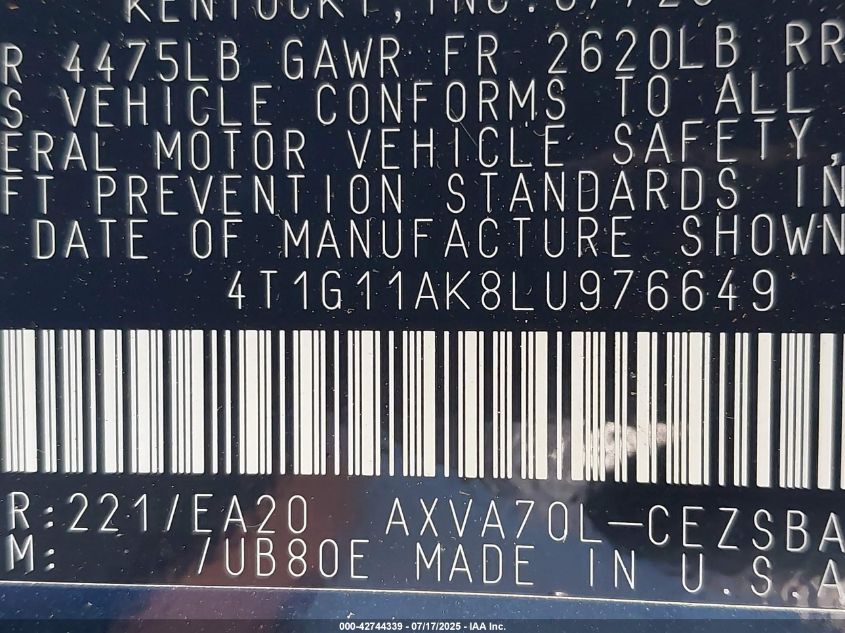 KENTUCKY, INC.
R 4475LB GAWR FR 2620LB RR
S VEHICLE CONFORMS TO ALL
ERAL MOTOR VEHICLE SAFETY,
FT PREVENTION STANDARDS IN
DATE OF MANUFACTURE SHOWN
4T1G11AK8LU976649
R:221/EA20 AXVA70L-CEZSBA
M: /UB80E MADE IN U.S.A
000-42744339 - 07/17/2025 - IAA Inc.